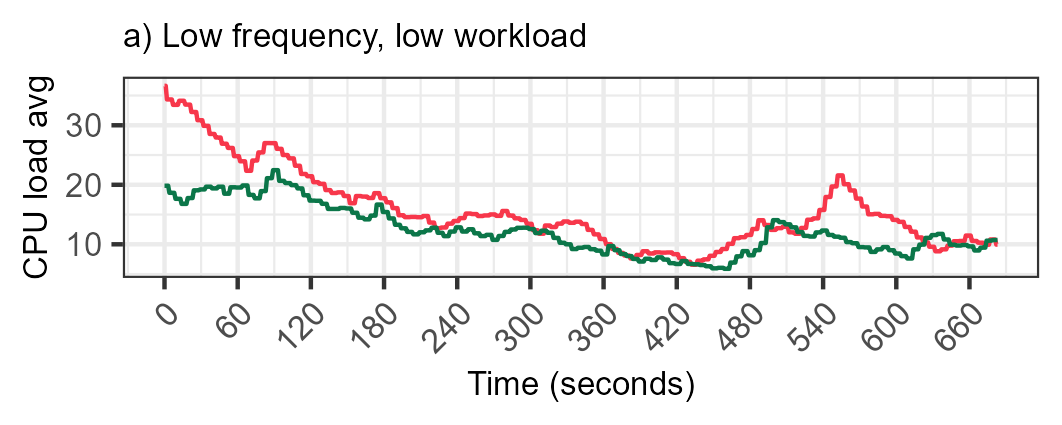 a) Low frequency, low workload
CPU load avg
30
20
10
0 60 120 180 240 300 360 420 480 540 600 660
Time (seconds)